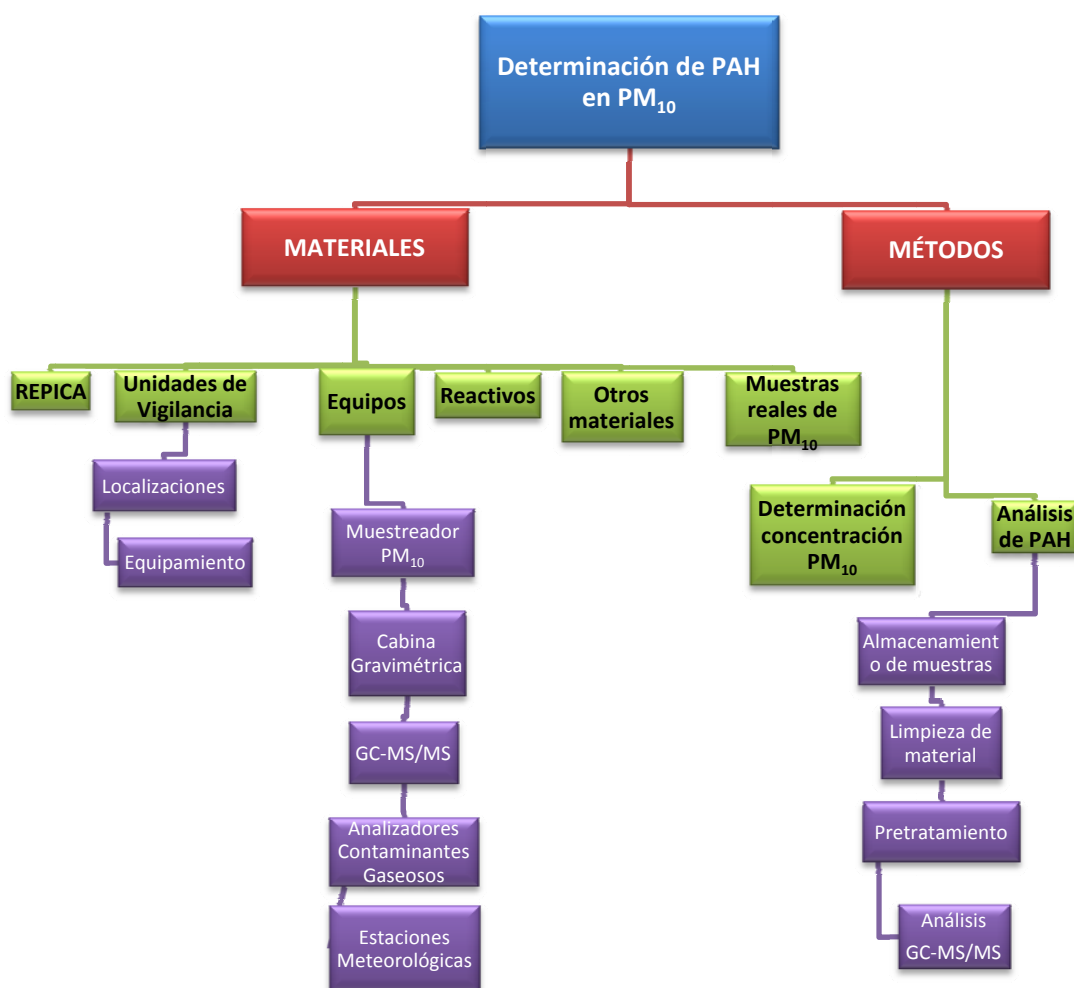 Determinación de PAH
en PM10
MATERIALES
MÉTODOS
REPICA
Unidades de
Vigilancia
Equipos
Reactivos
Otros
materiales
Muestras
reales de
PM10
Localizaciones
Equipamiento
Muestreador
PM10
Cabina
Gravimétrica
GC-MS/MS
Analizadores
Contaminantes
Gaseosos
Estaciones
Meteorológicas
Determinación
concentración
PM10
Análisis
de PAH
Almacenamient
o de muestras
Limpieza de
material
Pretratamiento
Análisis
GC-MS/MS